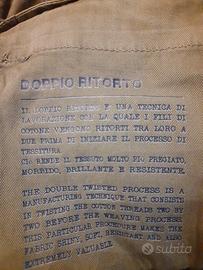 DOPPIO RITORTO
IL DOPPIO RITORTO E UNA TECNICA DI
LAVORAZIONE CON LA QUALE I FILI DI
COTONE VENGONO RITORTI TRA LORO A
DUE PRIMA DI INIZIARE IL PROCESSO DI
TESSITURA
CIO RENDE IL TESSUTO MOLTO PIU PREGIATO,
MORBIDO, BRILLANTE E RESISTENTE.
THE DOUBLE TWISTED PROCESS IS A
MANUFACTURING TECHNIQUE THAT CONSISTS
IN TWISTING THE COTTON THREADS TWO BY
TWO BEFORE THE WEAVING PROCESS
THIS PARTICULAR PROCEDURE MAKES THE
FABRIC SHINY, SOFT, RESISTANT AND ALSO
EXTREMELY VALUABLE
subito